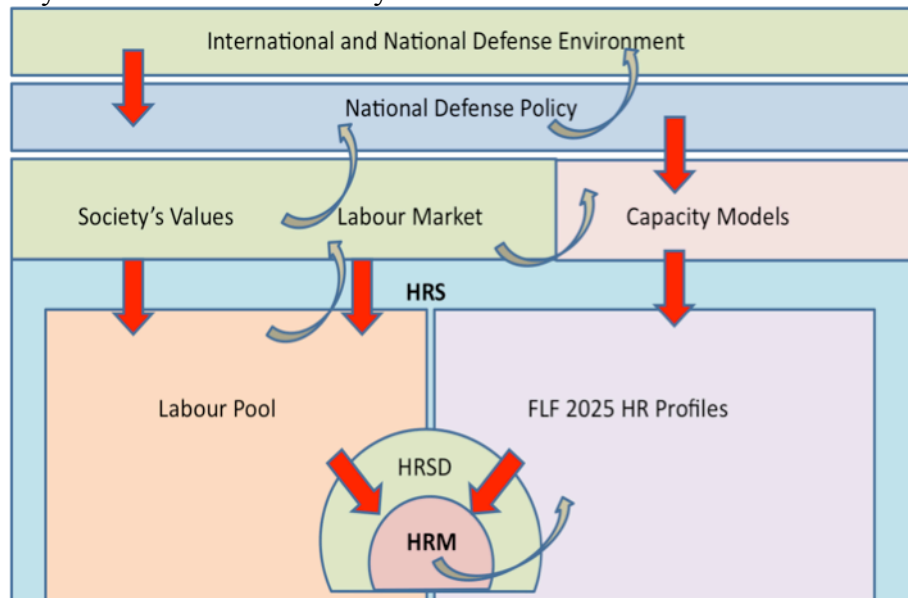 International and National Defense Environment
National Defense Policy
Society's Values
Labour Market
Capacity Models
HRS
Labour Pool
FLF 2025 HR Profiles
HRSD
HRM